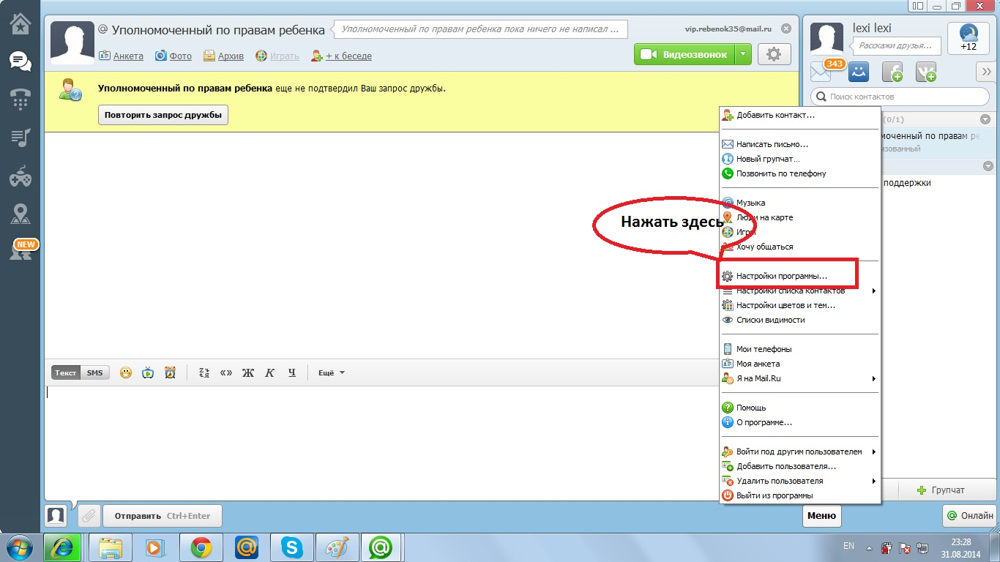 Уполномоченный по правам ребенка
Уполномоченный по правам ребенка пока ничего не написал ...
vip.rebenok35@mail.ru
Анкета
Фото
Архив
Играть
+ к беседе
Видеозвонок
lexi lexi
Расскажи друзья...
+12
343
Поиск контактов
Уполномоченный по правам ребенка еще не подтвердил Ваш запрос дружбы.
Повторить запрос дружбы
(0/1)
моченный по правам ре
изованный
поддержки
NEW
Нажать здесь
Добавить контакт...
Написать письмо...
Новый групчат...
Позвонить по телефону
Музыка
Люди на карте
Игры
Хочу общаться
Настройки программы...
Настройки списка контактов
Настройки цветов и тем...
Списки видимости
Мои телефоны
Моя анкета
Я на Mail.Ru
Помощь
О программе...
Войти под другим пользователем
Добавить пользователя...
Удалить пользователя
Выйти из программы
Текст
SMS
Ж
К
Ч
Ещё
Групчат
Отправить Ctrl+Enter
Меню
Онлайн
EN
23:28
31.08.2014